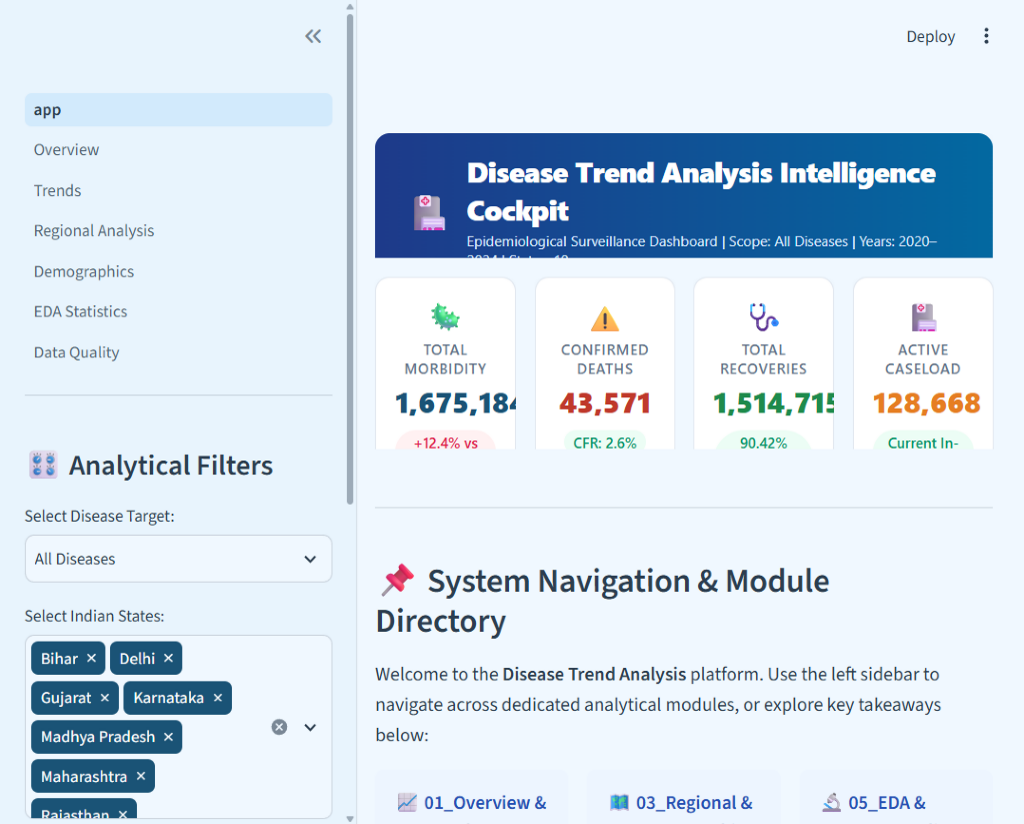 Deploy
app
Overview
Trends
Regional Analysis
Demographics
EDA Statistics
Data Quality
Analytical Filters
Select Disease Target:
All Diseases
Select Indian States:
Bihar
Delhi
Gujarat
Karnataka
Madhya Pradesh
Maharashtra
Rajasthan
Disease Trend Analysis Intelligence
Cockpit
Epidemiological Surveillance Dashboard | Scope: All Diseases | Years: 2020–
TOTAL
MORBIDITY
1,675,184
+12.4% vs
CONFIRMED
DEATHS
43,571
CFR: 2.6%
TOTAL
RECOVERIES
1,514,715
90.42%
ACTIVE
CASELOAD
128,668
Current In-
System Navigation & Module
Directory
Welcome to the Disease Trend Analysis platform. Use the left sidebar to
navigate across dedicated analytical modules, or explore key takeaways
below:
01_Overview &
03_Regional &
05_EDA &